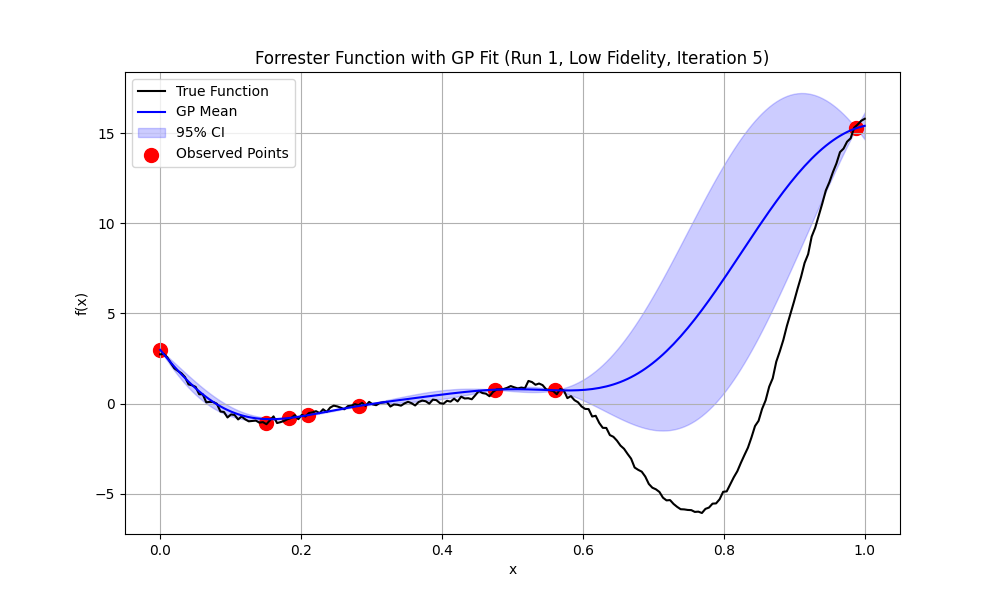 Forrester Function with GP Fit (Run 1, Low Fidelity, Iteration 5)
True Function
GP Mean
95% CI
Observed Points
f(x)
15
10
5
0
−5
0.0
0.2
0.4
0.6
0.8
1.0
x